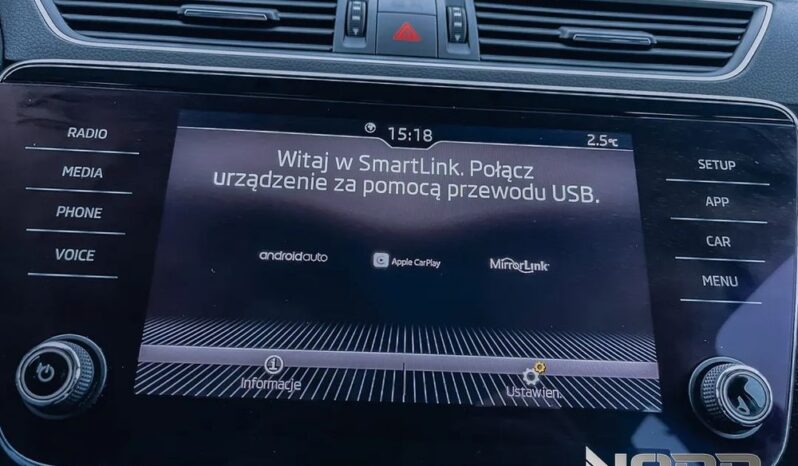 15:18
2.5°C
RADIO
MEDIA
PHONE
VOICE
Witaj w SmartLink. Połącz
urządzenie za pomocą przewodu USB.
androidauto
Apple CarPlay
MirrorLink
Informacje
Ustawien.
SETUP
APP
CAR
MENU